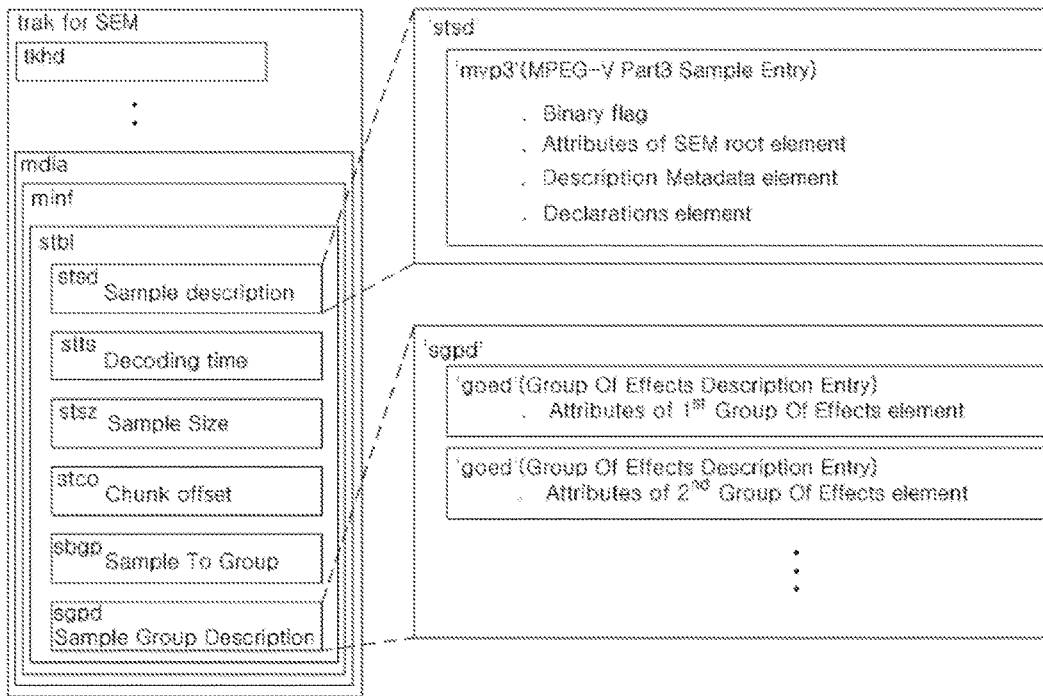 trak for SEM
tkhd
mdia
minf
stbl
stsd
Sample description
stts
Decoding time
stsz
Sample Size
stco
Chunk offset
sbgp
Sample To Group
sgpd
Sample Group Description
'stsd'
'mvp3'(MPEG-V Part3 Sample Entry)
. Binary flag
. Attributes of SEM root element
. Description Metadata element
. Declarations element
'sgpd'
'goed'(Group Of Effects Description Entry)
. Attributes of 1st Group Of Effects element
'goed'(Group Of Effects Description Entry)
. Attributes of 2nd Group Of Effects element